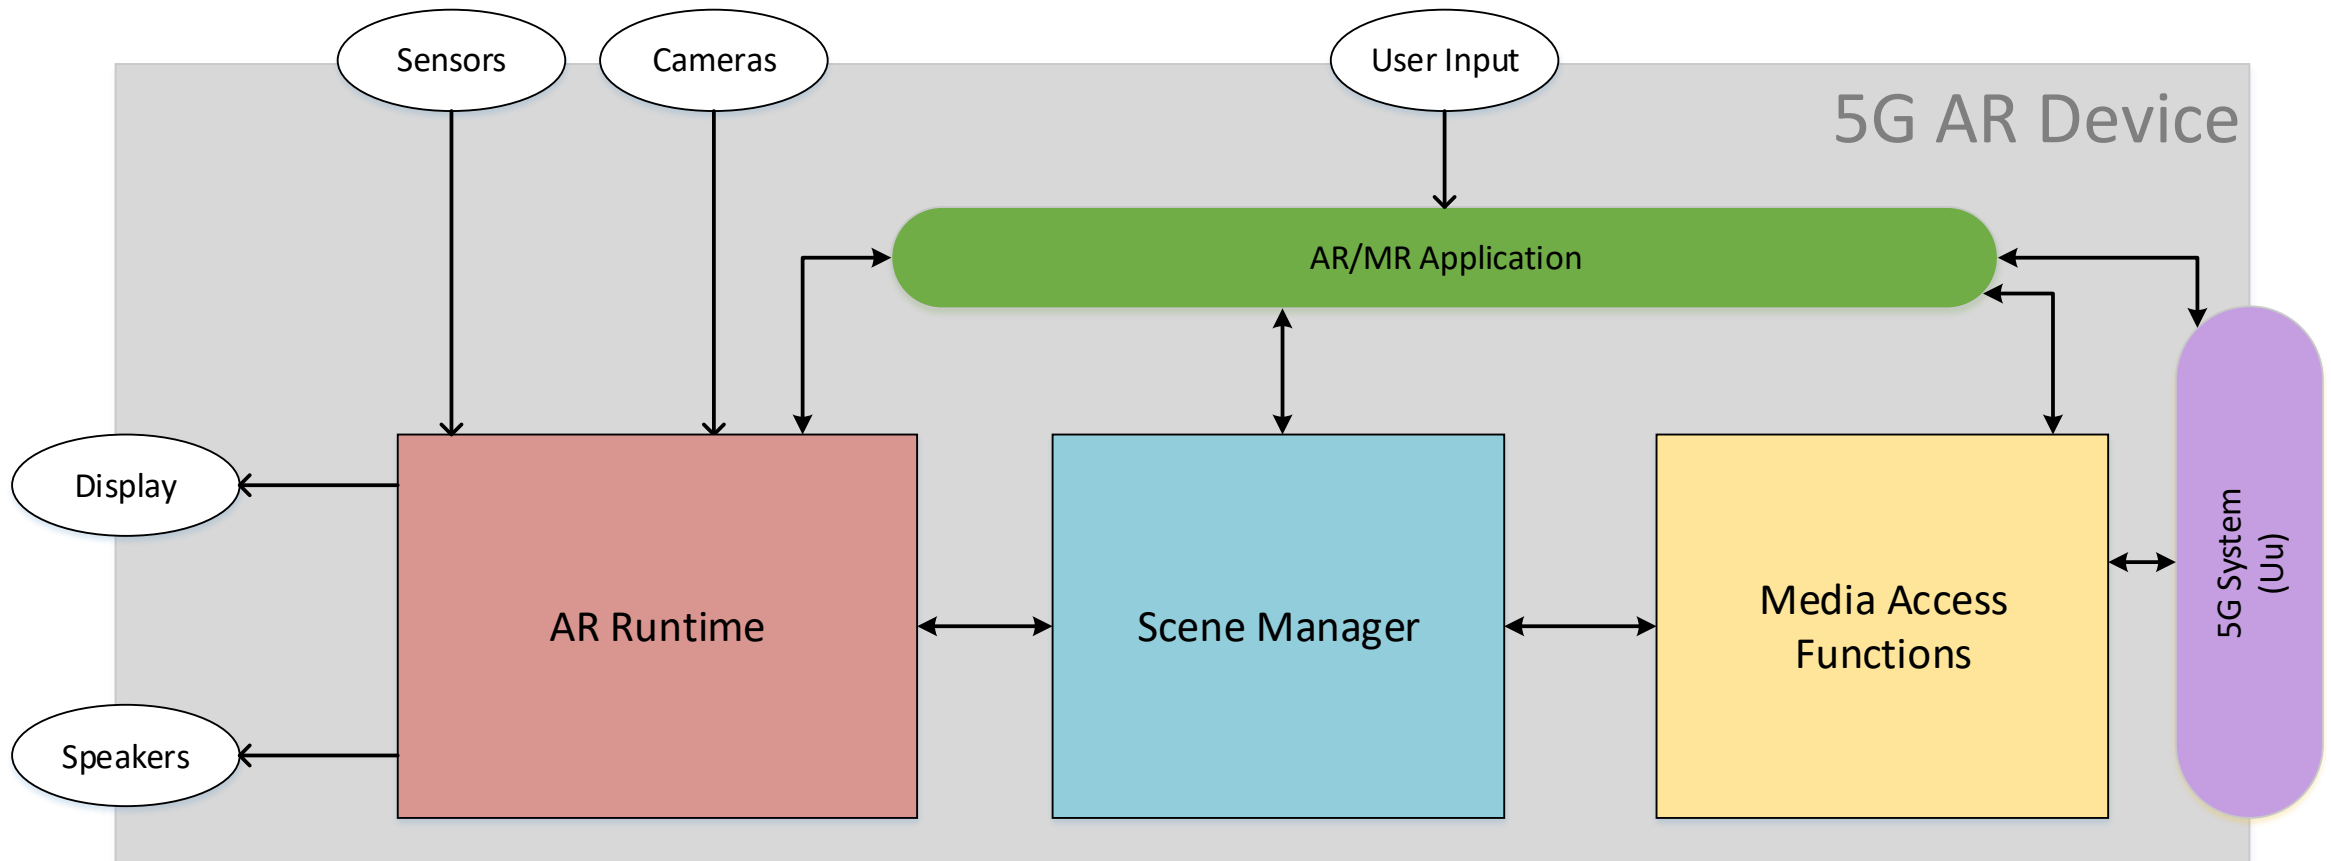 Sensors
Cameras
User Input
5G AR Device
AR/MR Application
Display
5G System
(Uu)
AR Runtime
Scene Manager
Media Access
Functions
Speakers